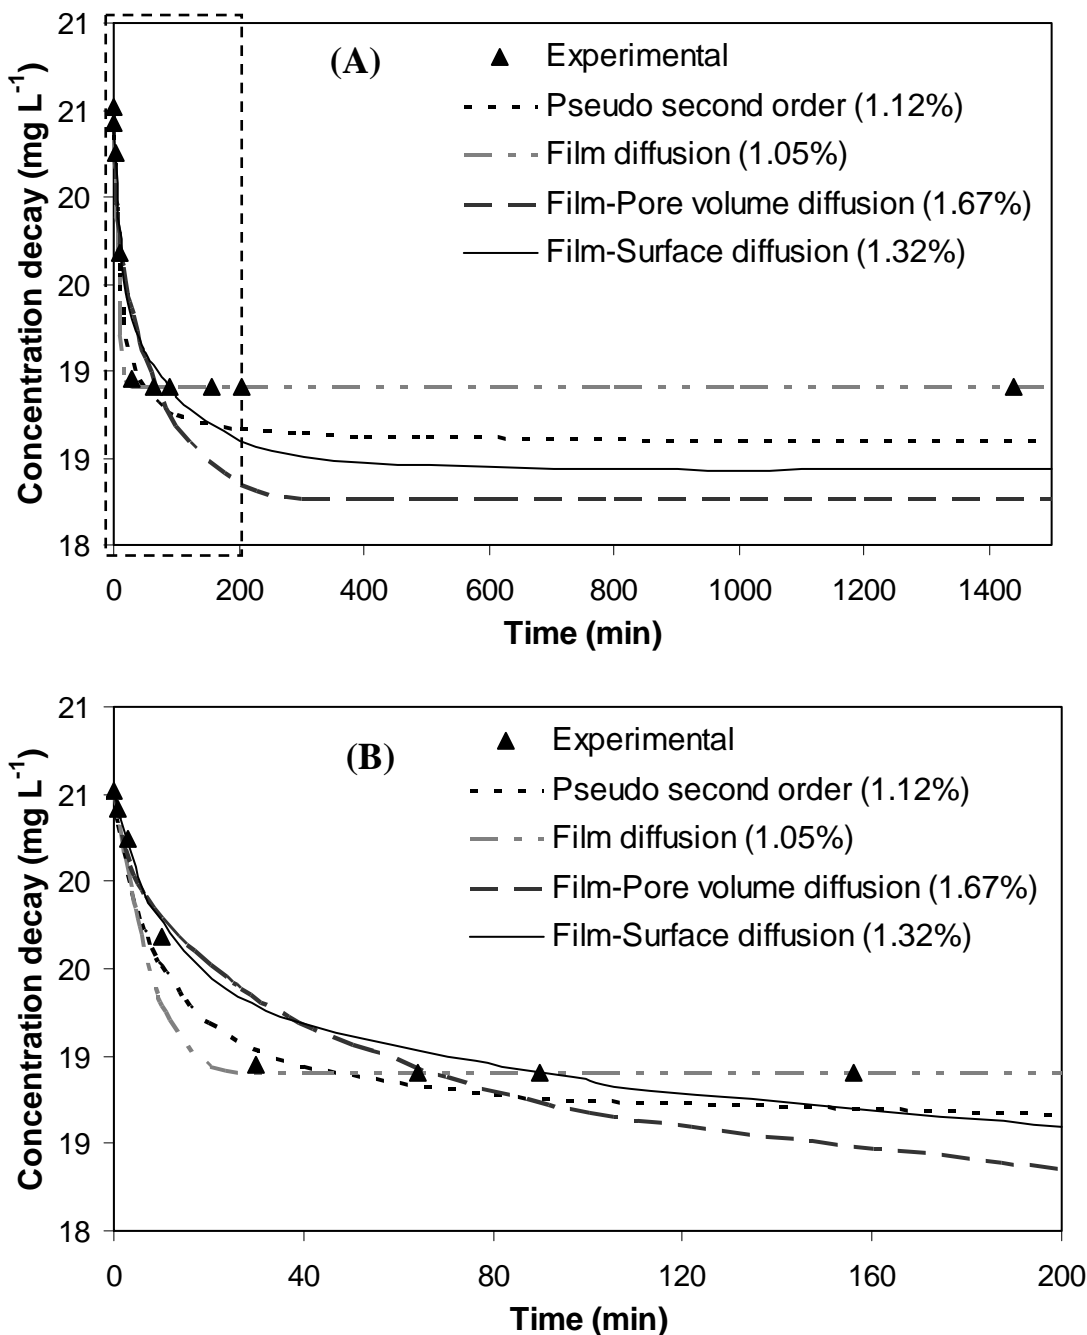 (A)
Experimental
Pseudo second order (1.12%)
Film diffusion (1.05%)
Film-Pore volume diffusion (1.67%)
Film-Surface diffusion (1.32%)
Concentration decay (mg L⁻¹)
21
21
20
20
19
19
18
0 200 400 600 800 1000 1200 1400
Time (min)
(B)
Experimental
Pseudo second order (1.12%)
Film diffusion (1.05%)
Film-Pore volume diffusion (1.67%)
Film-Surface diffusion (1.32%)
Concentration decay (mg L⁻¹)
21
21
20
20
19
19
18
0 40 80 120 160 200
Time (min)